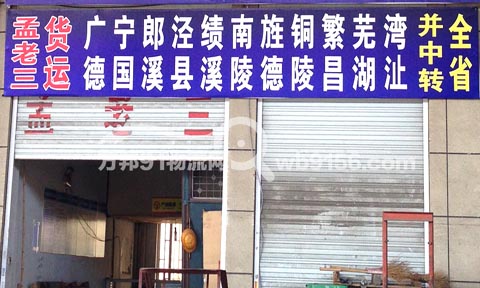 孟老三
货运
广宁郎泾绩南旌铜繁芜湾
德国溪县溪陵德陵昌湖沚
并中转
全省
孟老三
万邦91物流网 wb9156.com